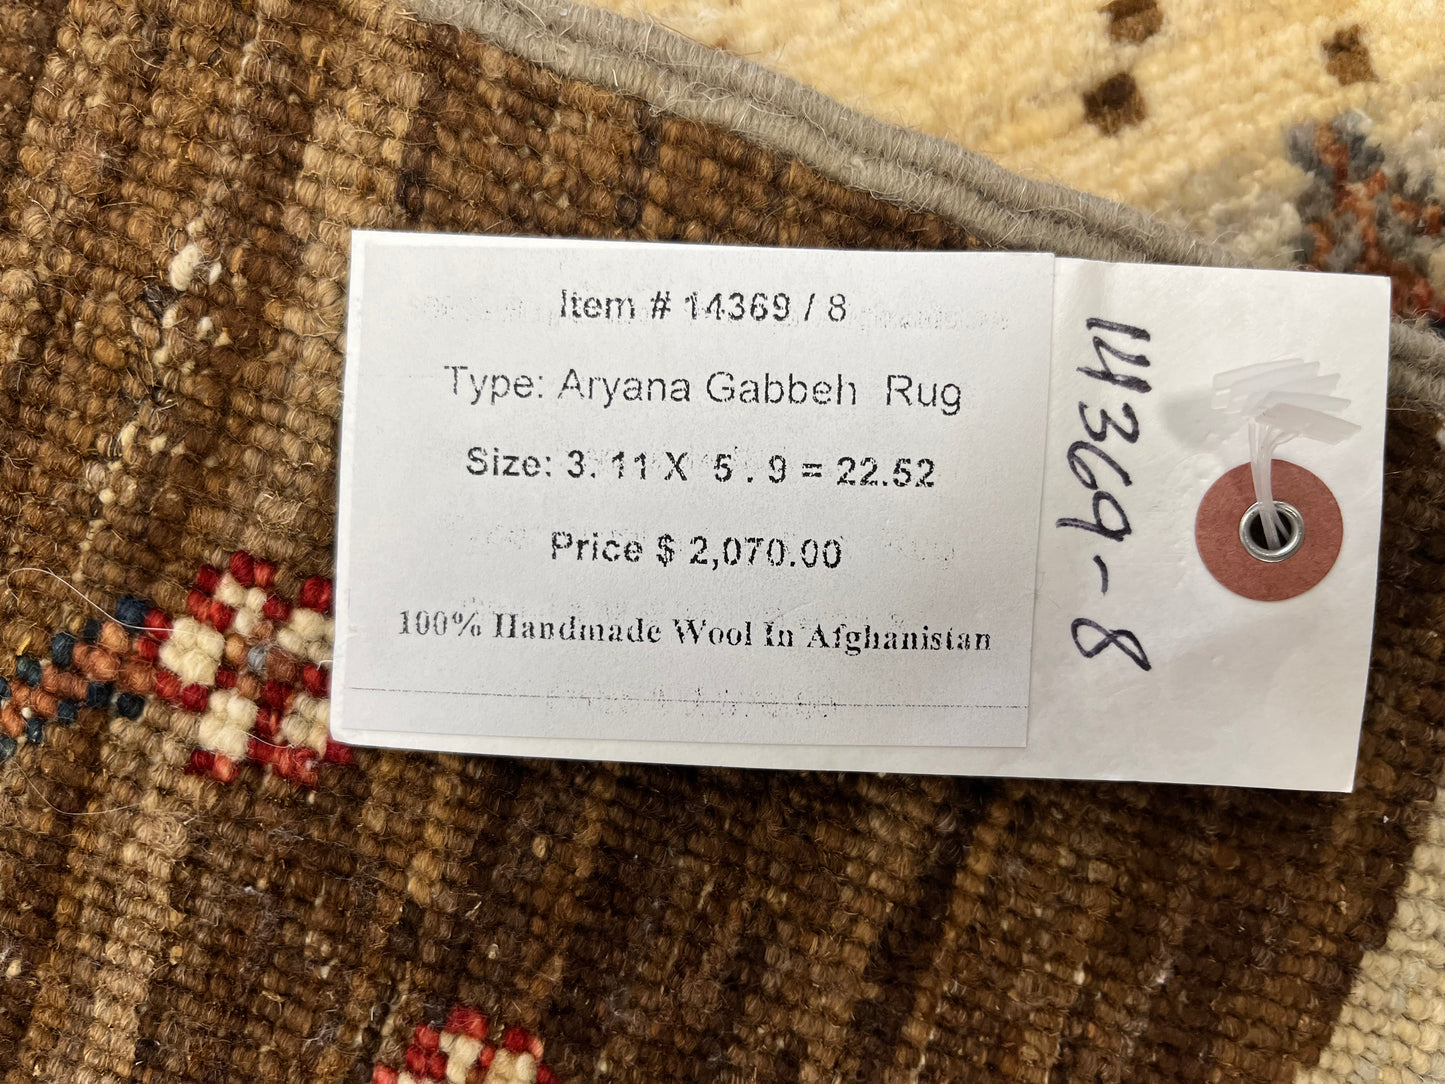 Item # 14369 / 8
Type: Aryana Gabbeh Rug
Size: 3. 11 X 5 . 9 = 22.52
Price $ 2,070.00
100% Handmade Wool In Afghanistan
14369-8